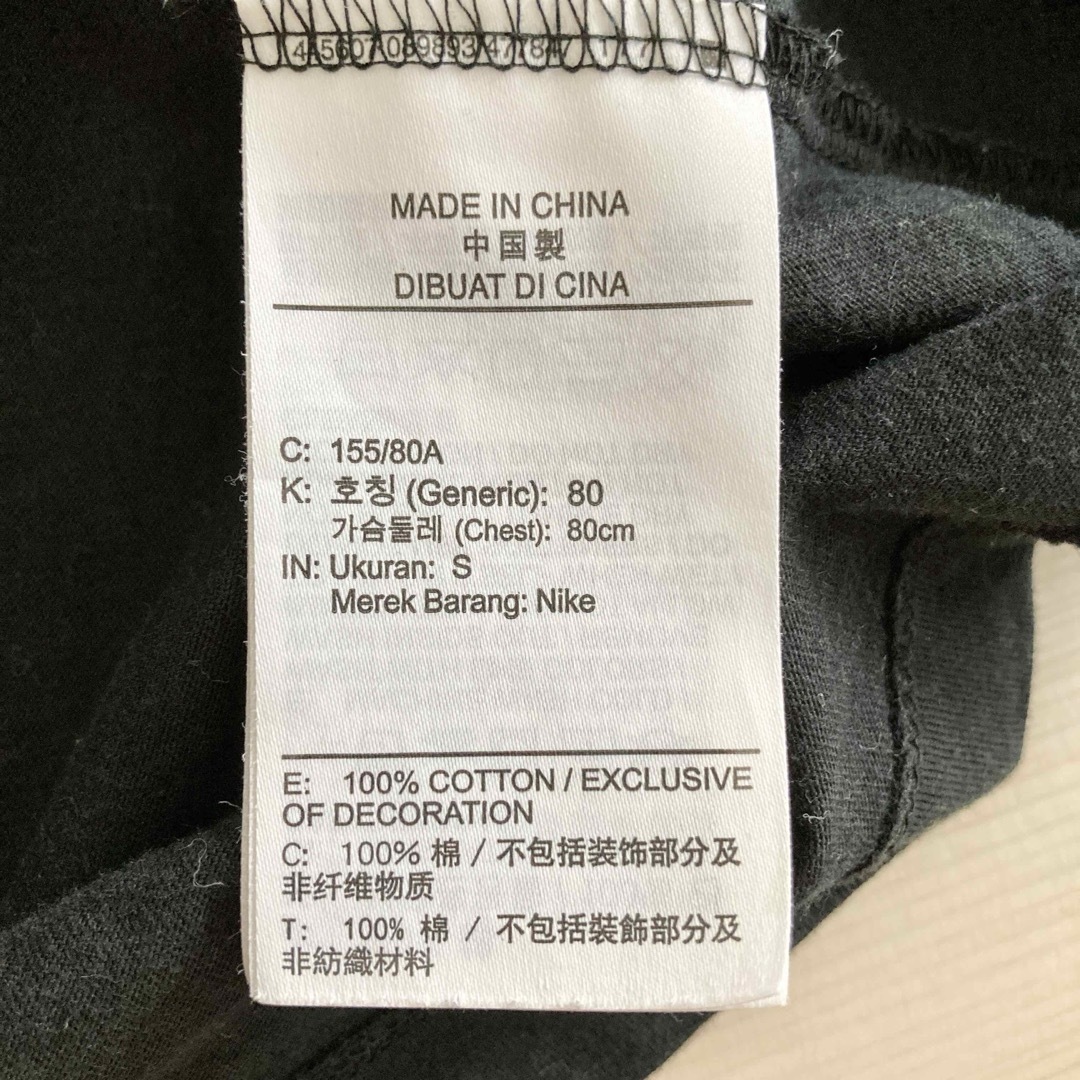 MADE IN CHINA
中国製
DIBUAT DI CINA
C: 155/80A
K: 호칭 (Generic): 80
가슴둘레 (Chest): 80cm
IN: Ukuran: S
Merek Barang: Nike
E: 100% COTTON / EXCLUSIVE
OF DECORATION
C: 100% 棉 / 不包括装饰部分及
非纤维物质
T: 100% 棉 / 不包括裝飾部分及
非紡織材料